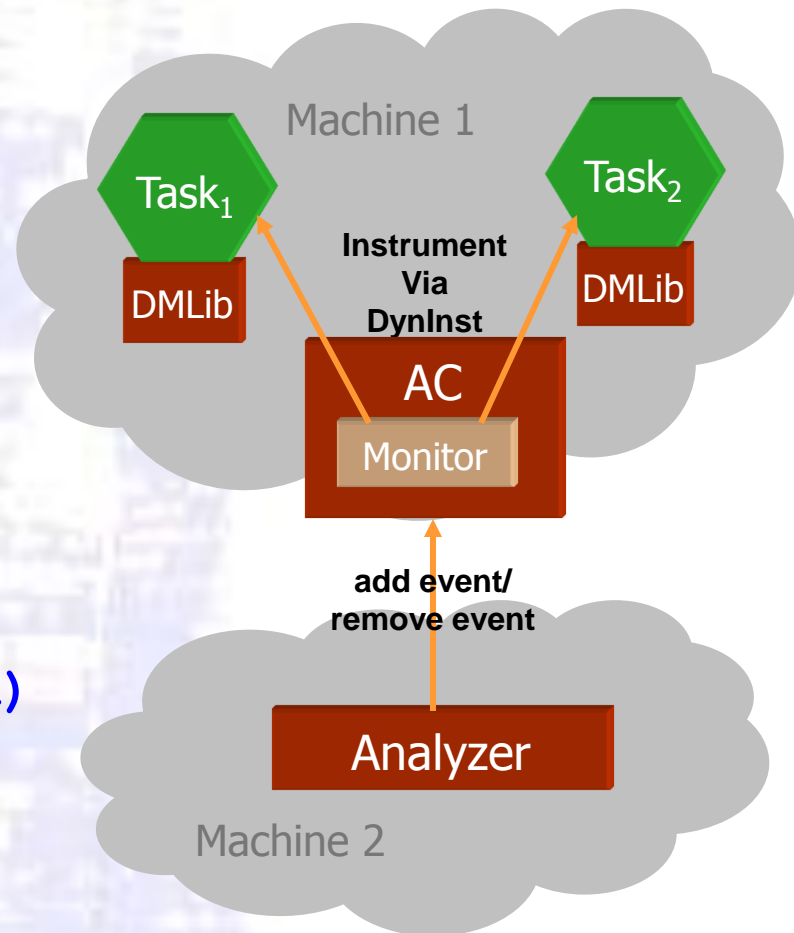 Machine 1
Task₁
Task₂
Instrument
Via
DynInst
DMLib
DMLib
AC
Monitor
add event/
remove event
)
Analyzer
Machine 2